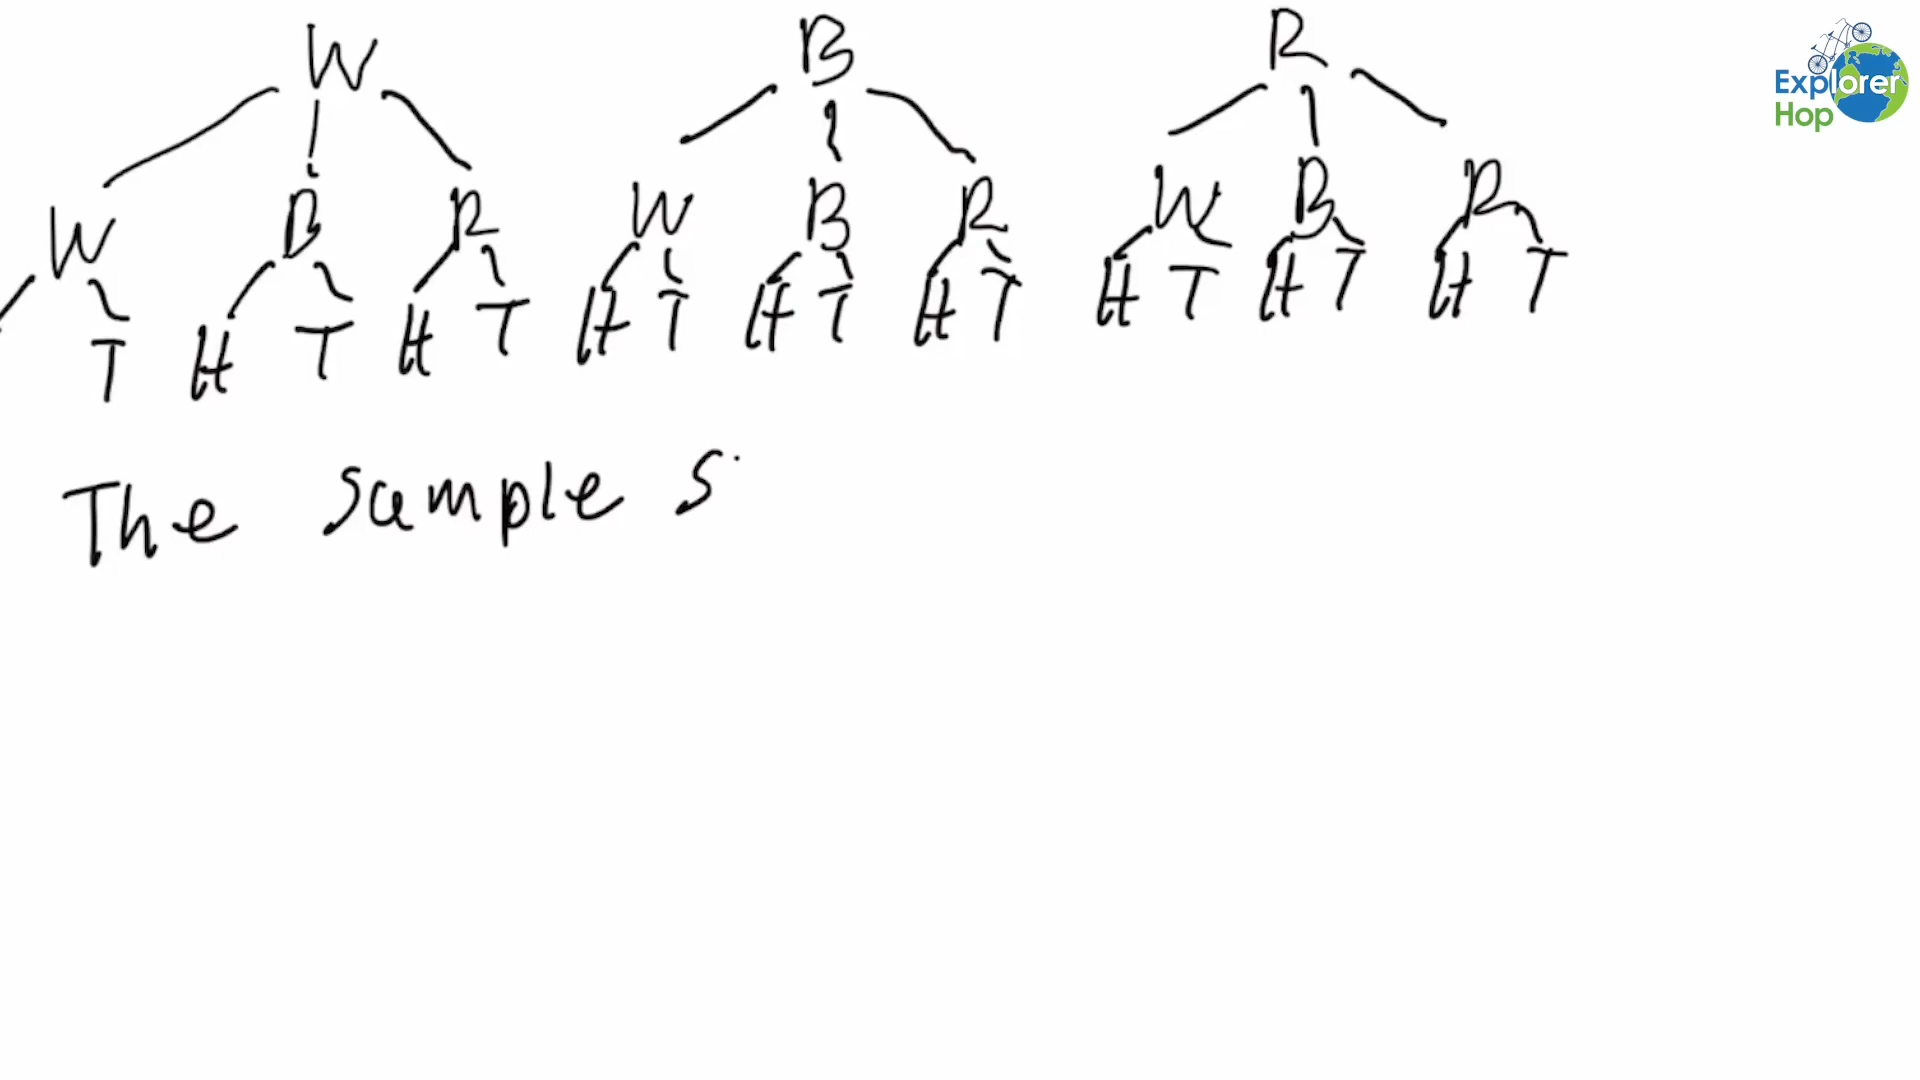 W B R
Explorer
Hop
W B R W B R W B R
T H T H T H T H T H T H T H T H T
The sample s